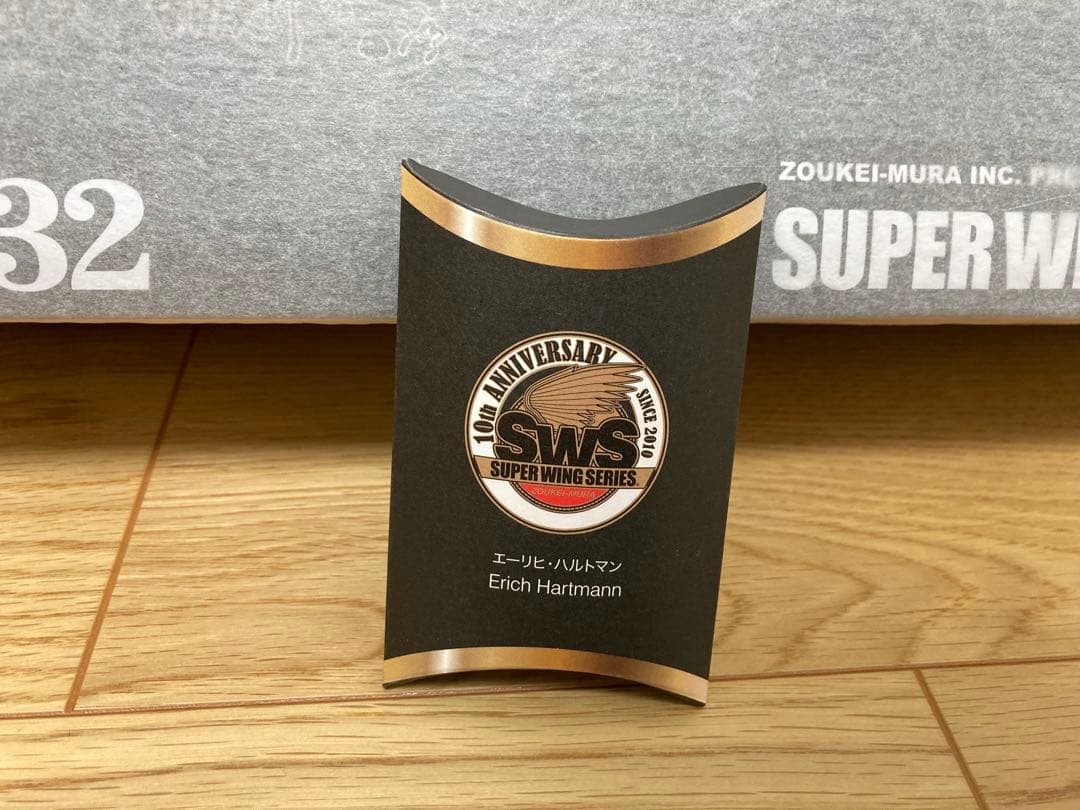 32
ZOUKEI-MURA INC. PRE
SUPER WI
10th ANNIVERSARY
SINCE 2010
SWS
SUPER WING SERIES
ZOUKEI-MURA
エーリヒ・ハルトマン
Erich Hartmann